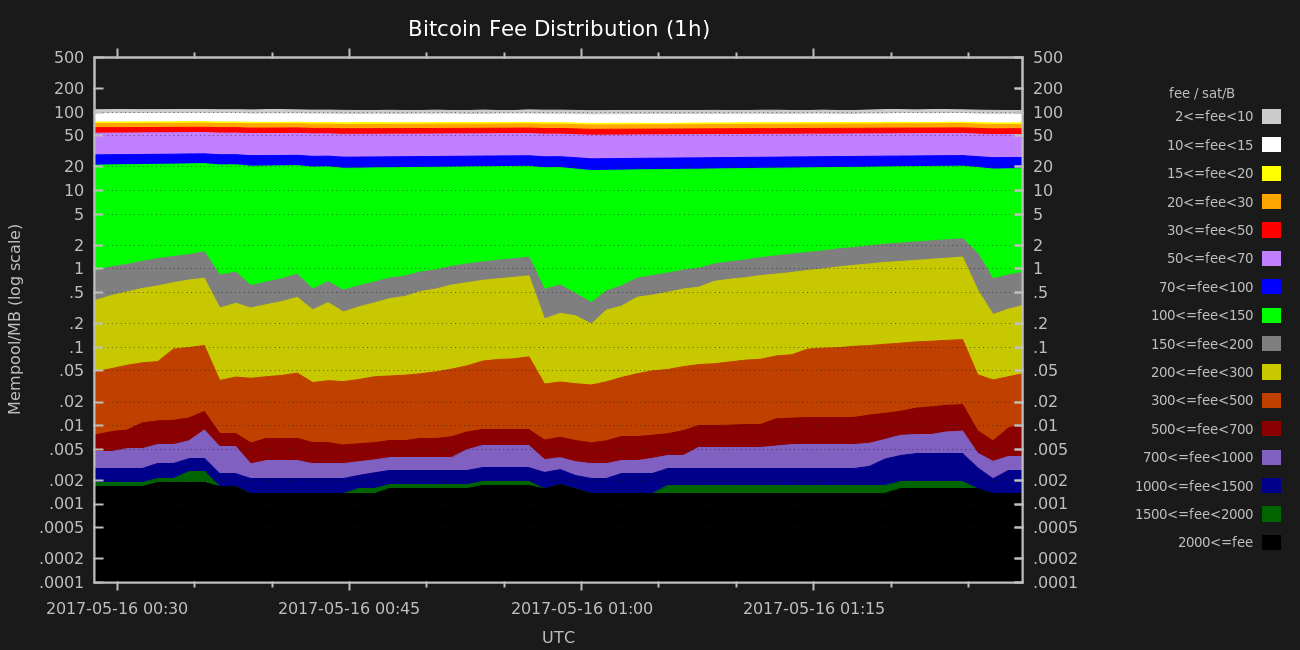 Bitcoin Fee Distribution (1h)
500 500
200 200
100 100
50 50
20 20
10 10
5 5
2 2
1 1
.5 .5
.2 .2
.1 .1
.05 .05
.02 .02
.01 .01
.005 .005
.002 .002
.001 .001
.0005 .0005
.0002 .0002
.0001 .0001
Mempool/MB (log scale)
2017-05-16 00:30 2017-05-16 00:45 2017-05-16 01:00 2017-05-16 01:15
UTC
fee / sat/B
2<=fee<10
10<=fee<15
15<=fee<20
20<=fee<30
30<=fee<50
50<=fee<70
70<=fee<100
100<=fee<150
150<=fee<200
200<=fee<300
300<=fee<500
500<=fee<700
700<=fee<1000
1000<=fee<1500
1500<=fee<2000
2000<=fee